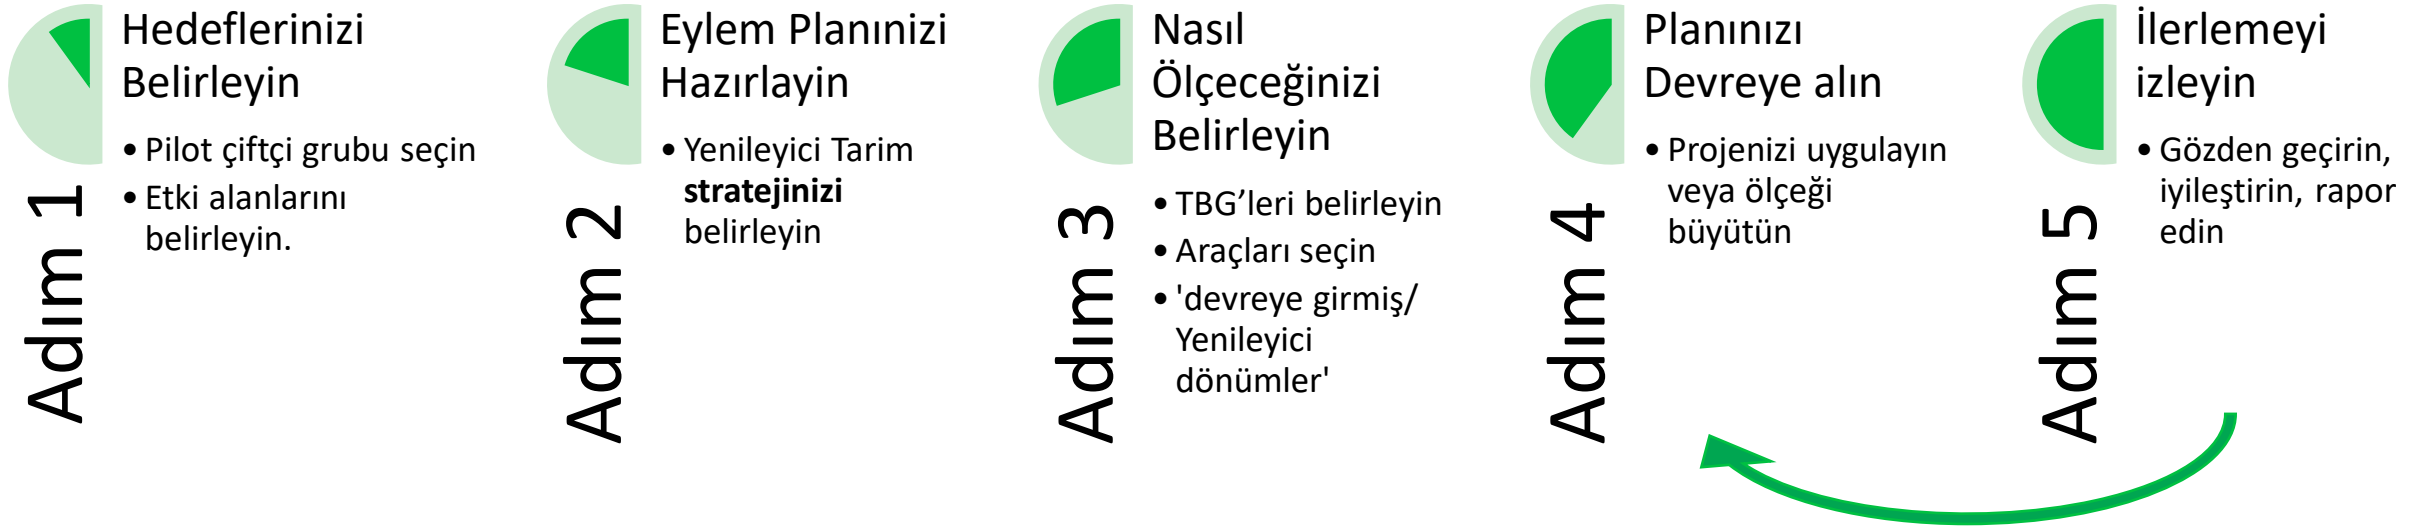 Adım 1
Hedeflerinizi
Belirleyin
• Pilot çiftçi grubu seçin
• Etki alanlarını
belirleyin.
Adım 2
Eylem Planınızi
Hazırlayin
• Yenileyici Tarim
stratejinizi
belirleyin
Adım 3
Nasıl
Ölçeceğinizi
Belirleyin
• TBG’leri belirleyin
• Araçları seçin
• 'devreye girmiş/
Yenileyici
dönümler'
Adım 4
Planınızı
Devreye alın
• Projenizi uygulayın
veya ölçeği
büyütün
Adım 5
İlerlemeyi
izleyin
• Gözden geçirin,
iyileştirin, rapor
edin